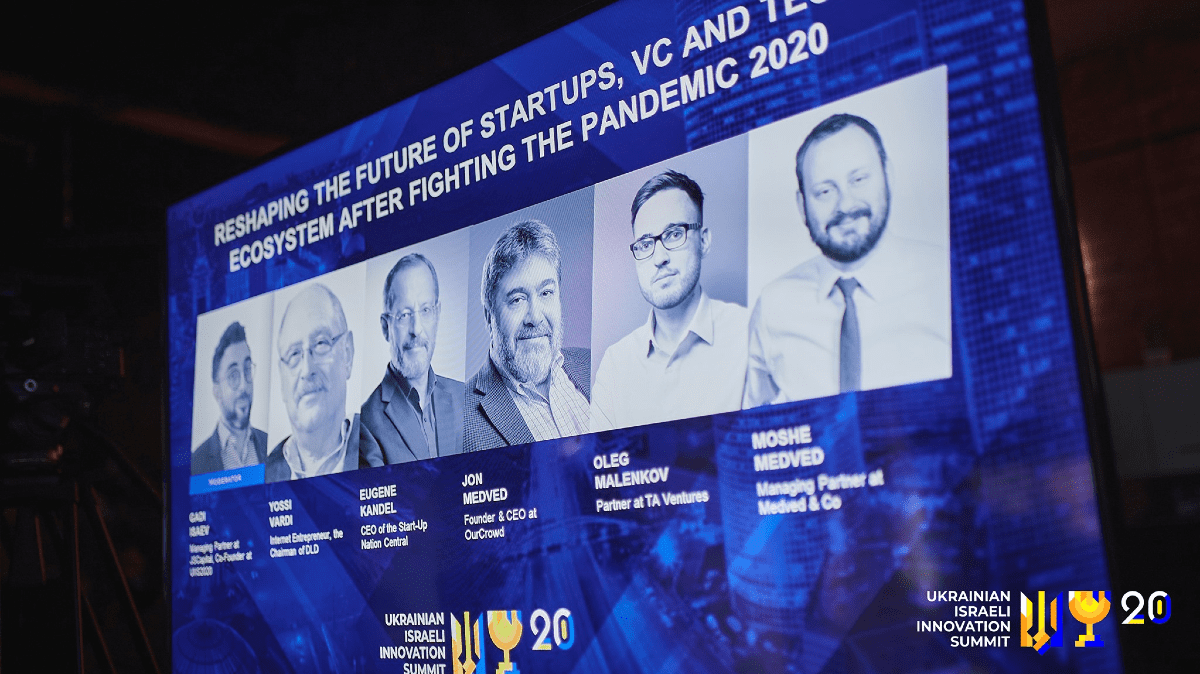 RESHAPING THE FUTURE OF STARTUPS, VC AND
ECOSYSTEM AFTER FIGHTING THE PANDEMIC 2020
MODERATOR
GADI
ISAEV
Managing Partner at
JSCapital, Co-Founder at
UIIS2020
YOSSI
VARDI
Internet Entrepreneur, the
Chairman of DLD
EUGENE
KANDEL
CEO of the Start-Up
Nation Central
JON
MEDVED
Founder & CEO at
OurCrowd
OLEG
MALENKOV
Partner at TA Ventures
MOSHE
MEDVED
Managing Partner at
Medved & Co
UKRAINIAN
ISRAELI
INNOVATION
SUMMIT
20
UKRAINIAN
ISRAELI
INNOVATION
SUMMIT
20